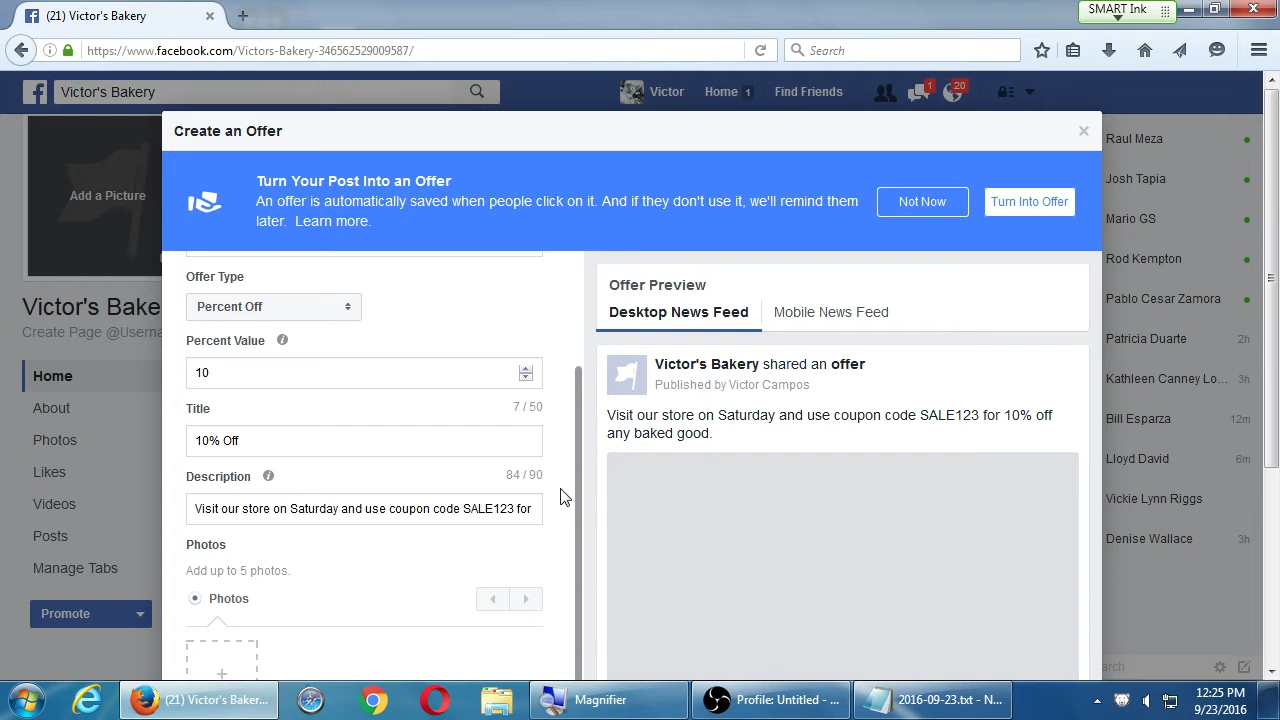 (21) Victor's Bakery
SMART Ink
https://www.facebook.com/Victors-Bakery-346562529009587/
Search
Victor's Bakery
Victor
Home 1
Find Friends
1
20
Create an Offer
Turn Your Post Into an Offer
An offer is automatically saved when people click on it. And if they don't use it, we'll remind them
later. Learn more.
Not Now
Turn Into Offer
Add a Picture
Victor's Bake
Create Page @Userna
Home
About
Photos
Likes
Videos
Posts
Manage Tabs
Promote
Offer Type
Percent Off
Percent Value
10
Title
7 / 50
10% Off
Description
84 / 90
Visit our store on Saturday and use coupon code SALE123 for
Photos
Add up to 5 photos.
Photos
Offer Preview
Desktop News Feed
Mobile News Feed
Victor's Bakery shared an offer
Published by Victor Campos
Visit our store on Saturday and use coupon code SALE123 for 10% off
any baked good.
Raul Meza
Josh Tapia
Mario GS
Rod Kempton
Pablo Cesar Zamora
Patricia Duarte 2h
Kathleen Canney Lo... 3h
Bill Esparza 12m
Lloyd David 6m
Vickie Lynn Riggs
Denise Wallace 3h
arch
(21) Victor's Baker...
Magnifier
Profile: Untitled - ...
2016-09-23.txt - N...
12:25 PM
9/23/2016